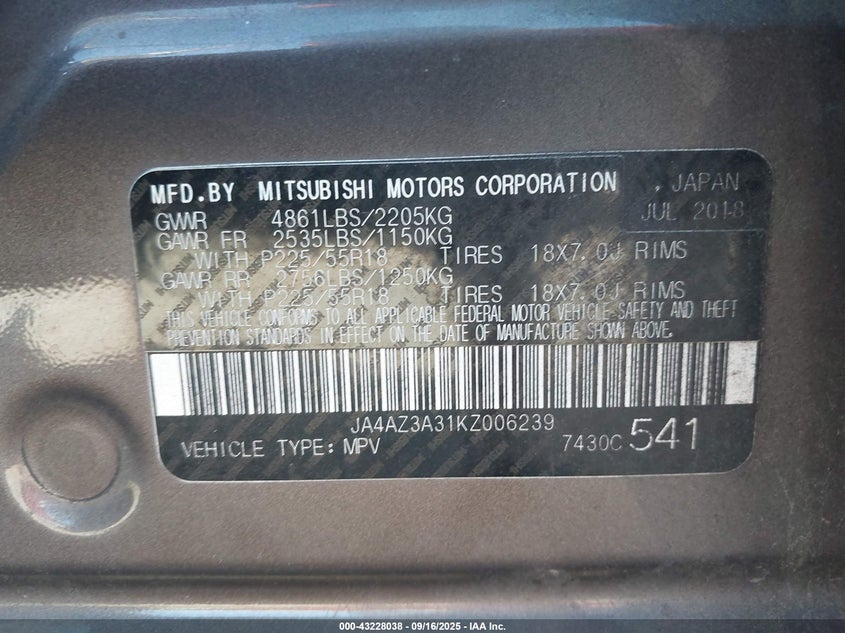 MFD. BY MITSUBISHI MOTORS CORPORATION , JAPAN
GVWR 4861LBS/2205KG JUL 2018
GAWR FR 2535LBS/1150KG
WITH P225/55R18 TIRES 18X7.0J RIMS
GAWR RR 2756LBS/1250KG
WITH P225/55R18 TIRES 18X7.0J RIMS
THIS VEHICLE CONFORMS TO ALL APPLICABLE FEDERAL MOTOR VEHICLE SAFETY AND THEFT
PREVENTION STANDARDS IN EFFECT ON THE DATE OF MANUFACTURE SHOWN ABOVE.
JA4AZ3A31KZ006239
VEHICLE TYPE: MPV 7430C 541
000-43228038 - 09/16/2025 - IAA Inc.